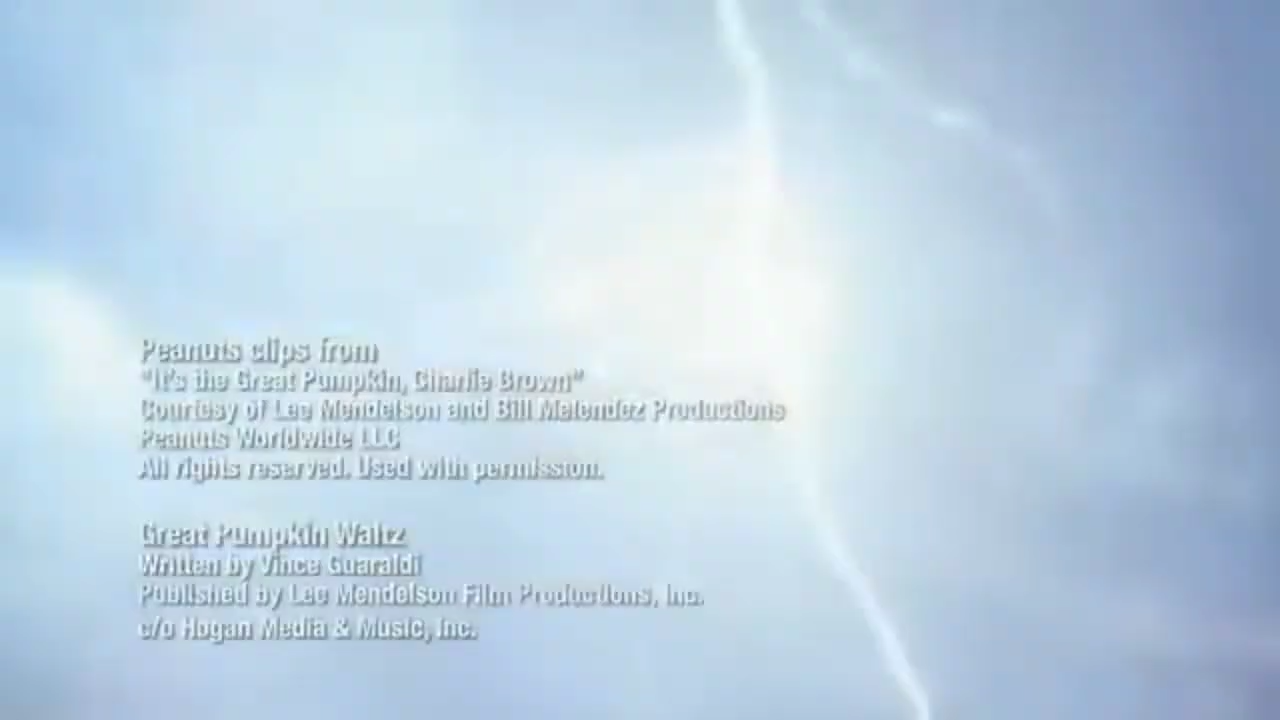 Peanuts clips from
"It's the Great Pumpkin, Charlie Brown"
Courtesy of Lee Mendelson and Bill Melendez Productions
Peanuts Worldwide LLC
All rights reserved. Used with permission.
Great Pumpkin Waltz
Written by Vince Guaraldi
Published by Lee Mendelson Film Productions, Inc.
c/o Hogan Media & Music, Inc.